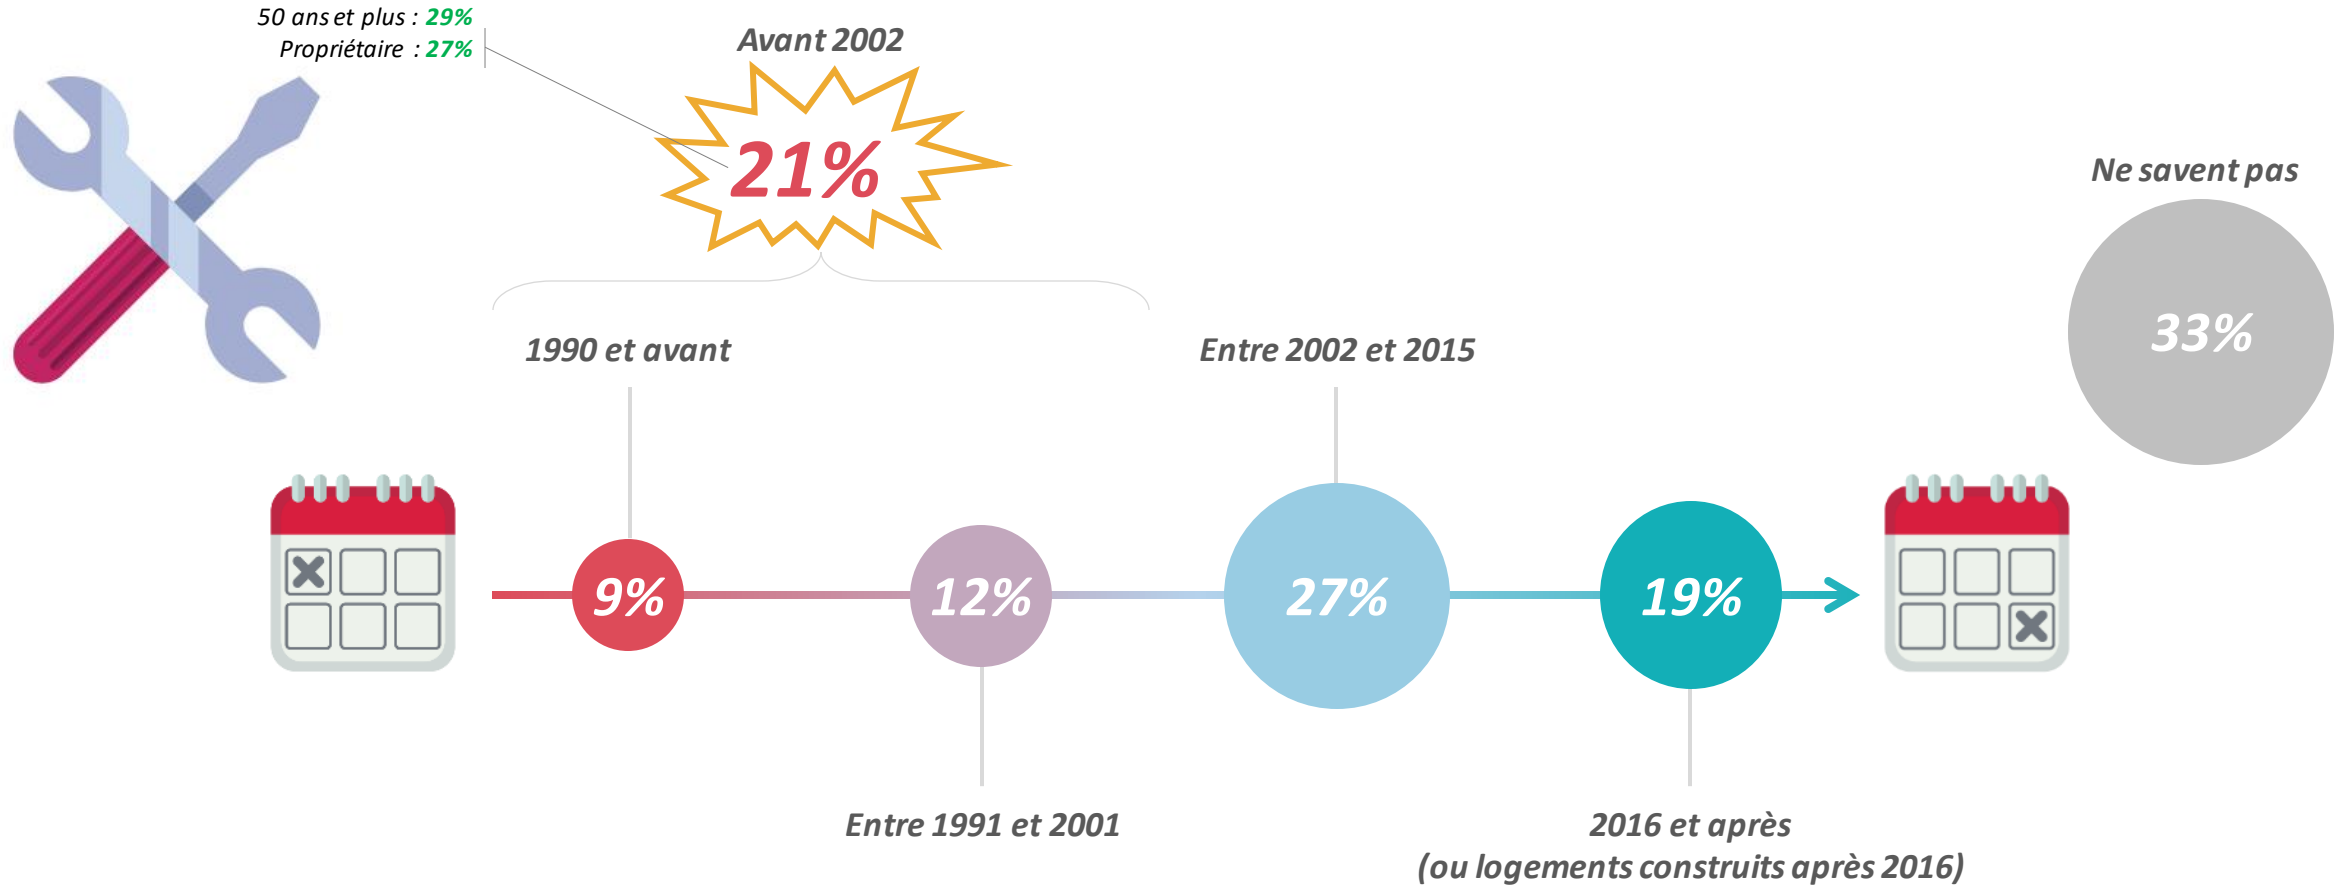 50 ans et plus : 29%
Propriétaire : 27%
Avant 2002
21%
Ne savent pas
33%
1990 et avant
Entre 2002 et 2015
9%
12%
27%
19%
Entre 1991 et 2001
2016 et après
(ou logements construits après 2016)